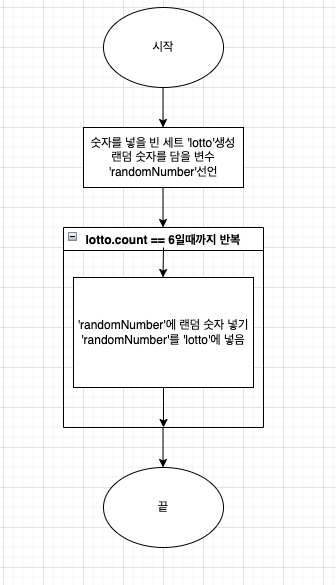 시작
숫자를 넣을 빈 세트 'lotto'생성
랜덤 숫자를 담을 변수
'randomNumber'선언
lotto.count == 6일때까지 반복
'randomNumber'에 랜덤 숫자 넣기
'randomNumber'를 'lotto'에 넣음
끝